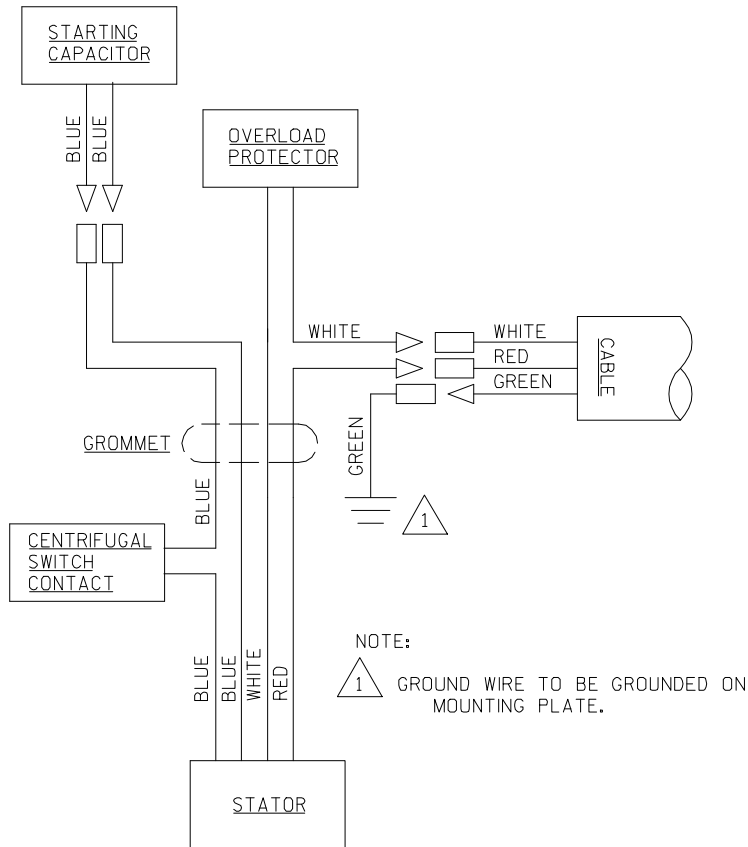 STARTING
CAPACITOR
BLUE
BLUE
OVERLOAD
PROTECTOR
WHITE
WHITE
RED
GREEN
CABLE
GROMMET
GREEN
BLUE
1
CENTRIFUGAL
SWITCH
CONTACT
BLUE
BLUE
WHITE
RED
NOTE:
1 GROUND WIRE TO BE GROUNDED ON
MOUNTING PLATE.
STATOR